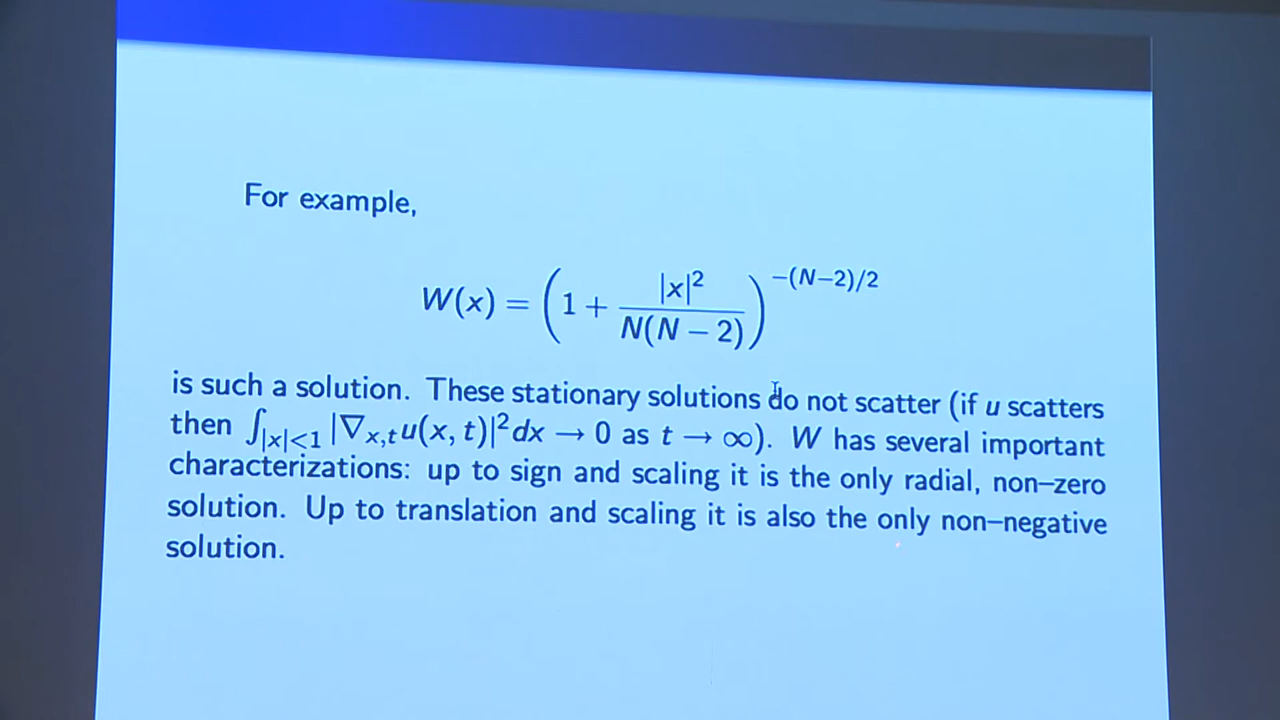 For example,
W(x) = (1 + |x|²/N(N − 2))^−(N−2)/2
is such a solution. These stationary solutions do not scatter (if u scatters
then ∫|x|<1 |∇x,t u(x, t)|² dx → 0 as t → ∞). W has several important
characterizations: up to sign and scaling it is the only radial, non–zero
solution. Up to translation and scaling it is also the only non–negative
solution.